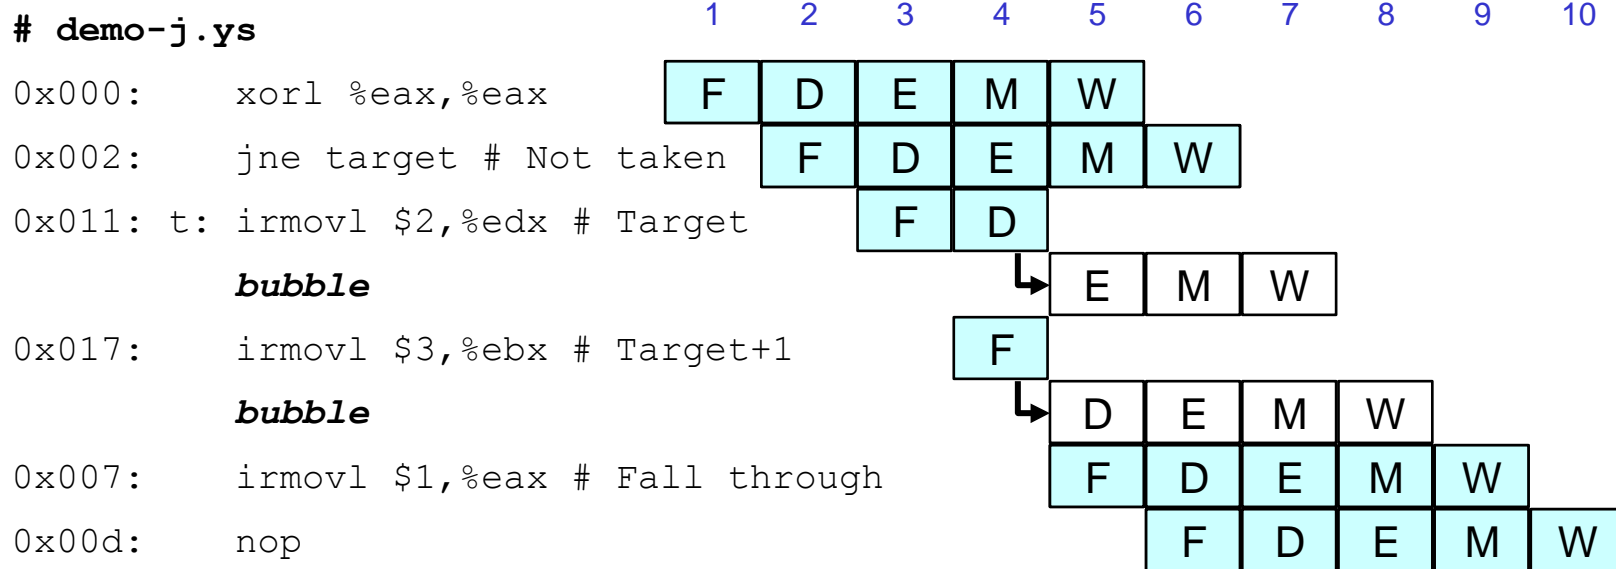 1 2 3 4 5 6 7 8 9 10
# demo-j.ys
0x000: xorl %eax,%eax F D E M W
0x002: jne target # Not taken F D E M W
0x011: t: irmovl $2,%edx # Target F D
bubble E M W
0x017: irmovl $3,%ebx # Target+1 F
bubble D E M W
0x007: irmovl $1,%eax # Fall through F D E M W
0x00d: nop F D E M W